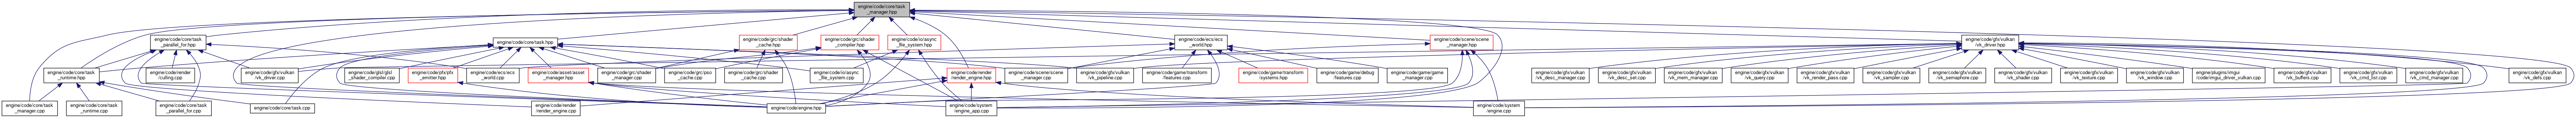 engine/code/core/task
_manager.hpp
engine/code/core/task
_parallel_for.hpp
engine/code/core/task.hpp
engine/code/grc/shader
_cache.hpp
engine/code/grc/shader
_compiler.hpp
engine/code/io/async
_file_system.hpp
engine/code/ecs/ecs
_world.hpp
engine/code/scene/scene
_manager.hpp
engine/code/gfx/vulkan
/vk_driver.hpp
engine/code/core/task
_runtime.hpp
engine/code/render
/shading.cpp
engine/code/gfx/vulkan
/vk_driver.cpp
engine/code/gfx/glsl
_shader_compiler.cpp
engine/code/gfx/pfx
_emitter.hpp
engine/code/ecs/ecs
_world.cpp
engine/code/asset/asset
_manager.hpp
engine/code/grc/shader
_manager.cpp
engine/code/grc/pso
_cache.cpp
engine/code/grc/shader
_cache.cpp
engine/code/io/async
_file_system.cpp
engine/code/render
/render_engine.hpp
engine/code/scene/scene
_manager.cpp
engine/code/gfx/vulkan
/vk_pipeline.cpp
engine/code/game/transform
/features.cpp
engine/code/game/transform
/systems.hpp
engine/code/game/debug
/features.cpp
engine/code/game/game
_manager.cpp
engine/code/gfx/vulkan
/vk_desc_manager.cpp
engine/code/gfx/vulkan
/vk_desc_set.cpp
engine/code/gfx/vulkan
/vk_mem_manager.cpp
engine/code/gfx/vulkan
/vk_query.cpp
engine/code/gfx/vulkan
/vk_render_pass.cpp
engine/code/gfx/vulkan
/vk_sampler.cpp
engine/code/gfx/vulkan
/vk_semaphore.cpp
engine/code/gfx/vulkan
/vk_shader.cpp
engine/code/gfx/vulkan
/vk_texture.cpp
engine/code/gfx/vulkan
/vk_window.cpp
engine/plugins/imgui
/code/imgui_driver_vulkan.cpp
engine/code/gfx/vulkan
/vk_buffers.cpp
engine/code/gfx/vulkan
/vk_cmd_list.cpp
engine/code/gfx/vulkan
/vk_cmd_manager.cpp
engine/code/gfx/vulkan
/vk_defs.cpp
engine/code/core/task
_manager.cpp
engine/code/core/task
_runtime.cpp
engine/code/core/task
_parallel_for.cpp
engine/code/core/task.cpp
engine/code/render
/render_engine.cpp
engine/code/engine.hpp
engine/code/system
/engine_app.cpp
engine/code/system
/engine.cpp